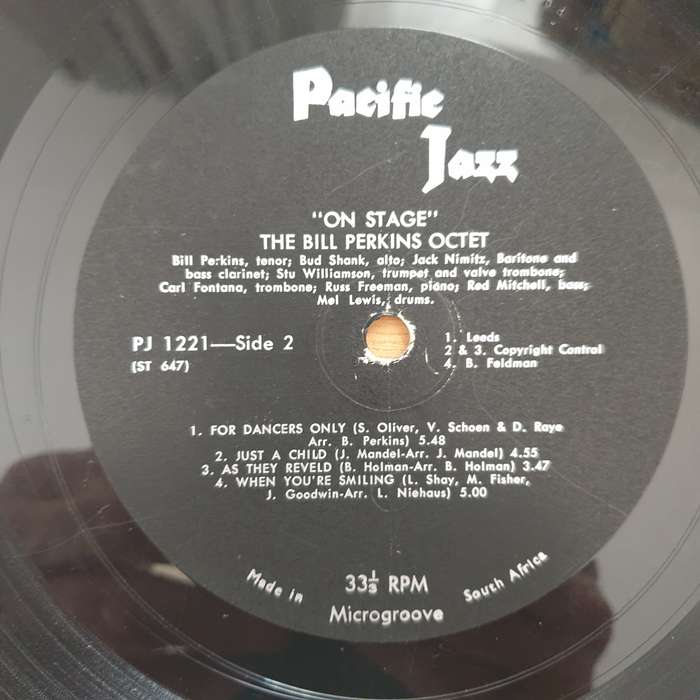 Pacific
Jazz
"ON STAGE"
THE BILL PERKINS OCTET
Bill Perkins, tenor; Bud Shank, alto; Jack Nimitz, Baritone and
bass clarinet; Stu Williamson, trumpet and valve trombone;
Carl Fontana, trombone; Russ Freeman, piano; Red Mitchell, bass;
Mel Lewis, drums.
PJ 1221—Side 2
(ST 647)
1. Leeds
2 & 3. Copyright Control
4. B. Feldman
1. FOR DANCERS ONLY (S. Oliver, V. Schoen & D. Raye
Arr. B. Perkins) 5.48
2. JUST A CHILD (J. Mandel-Arr. J. Mandel) 4.55
3. AS THEY REVELD (B. Holman-Arr. B. Holman) 3.47
4. WHEN YOU'RE SMILING (L. Shay, M. Fisher,
J. Goodwin-Arr. L. Niehaus) 5.00
Made in 33⅓ RPM South Africa
Microgroove